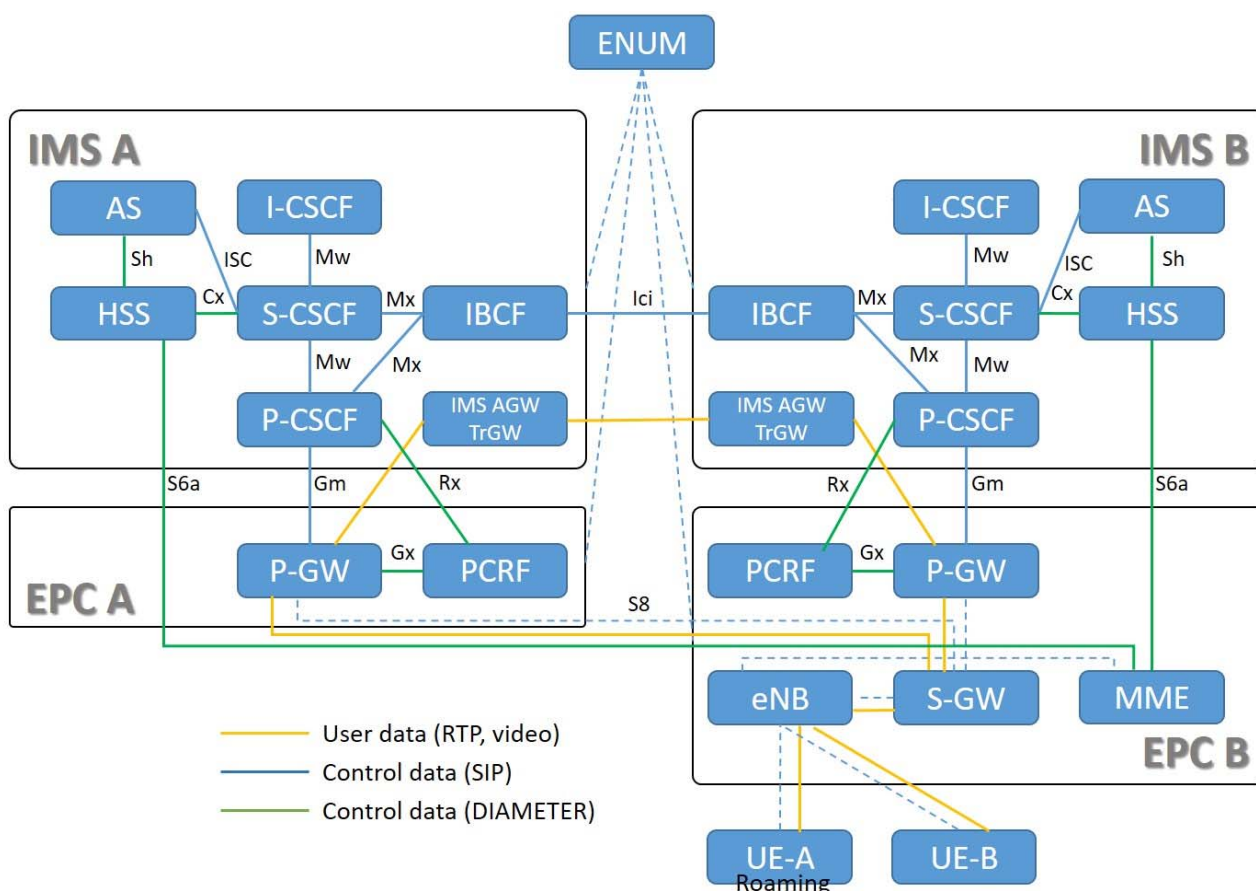 ENUM
IMS A
IMS B
AS
I-CSCF
I-CSCF
AS
Sh
ISC
Mw
Mw
ISC
Sh
HSS
Cx
S-CSCF
Mx
IBCF
Ici
IBCF
Mx
S-CSCF
Cx
HSS
Mw
Mx
Mx
Mw
P-CSCF
IMS AGW
TrGW
IMS AGW
TrGW
P-CSCF
S6a
Gm
Rx
Rx
Gm
S6a
P-GW
Gx
PCRF
PCRF
Gx
P-GW
EPC A
S8
eNB
S-GW
MME
EPC B
User data (RTP, video)
Control data (SIP)
Control data (DIAMETER)
UE-A
UE-B
Roaming